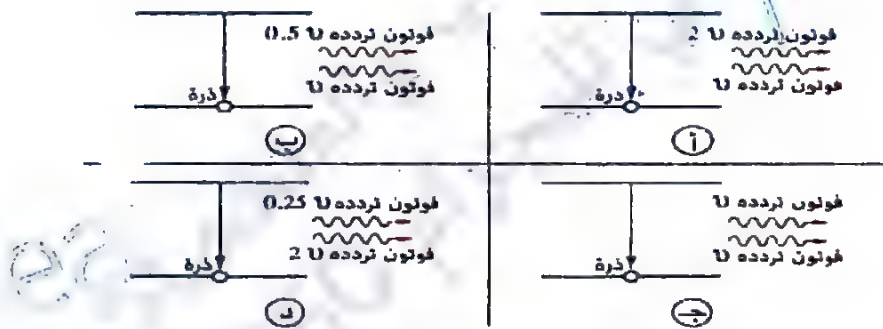 فوتون تردده 2 υ
فوتون تردده υ
ذرة
أ
فوتون تردده 0.5 υ
فوتون تردده υ
ذرة
ب
فوتون تردده υ
فوتون تردده υ
ذرة
جـ
فوتون تردده 0.25 υ
فوتون تردده 2 υ
ذرة
د